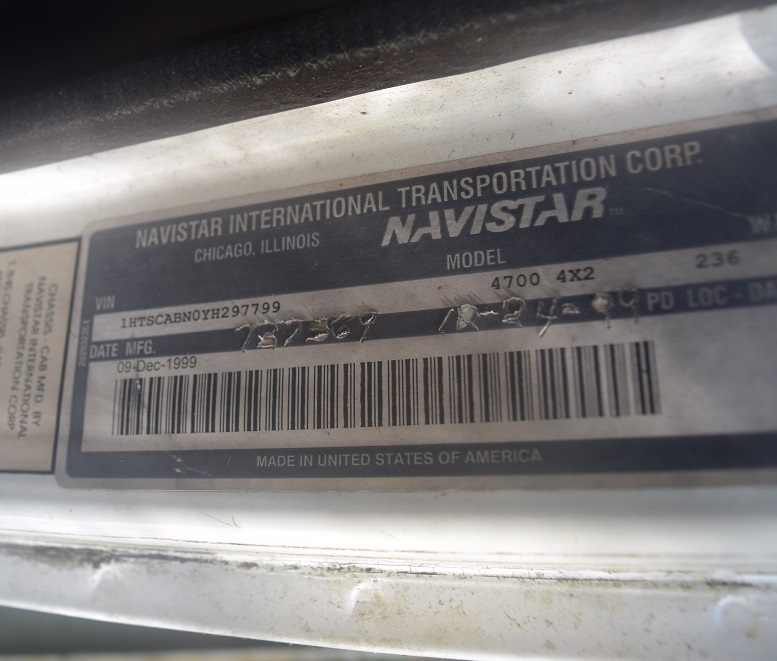 NAVISTAR INTERNATIONAL TRANSPORTATION CORP.
CHICAGO, ILLINOIS
NAVISTAR™
MODEL
VIN
4700 4X2
236
1HTSCABN0YH297799
PD LOC - DA
DATE MFG.
09-Dec-1999
MADE IN UNITED STATES OF AMERICA
CHASSIS - CAB MFD. BY
NAVISTAR INTERNATIONAL
TRANSPORTATION CORP